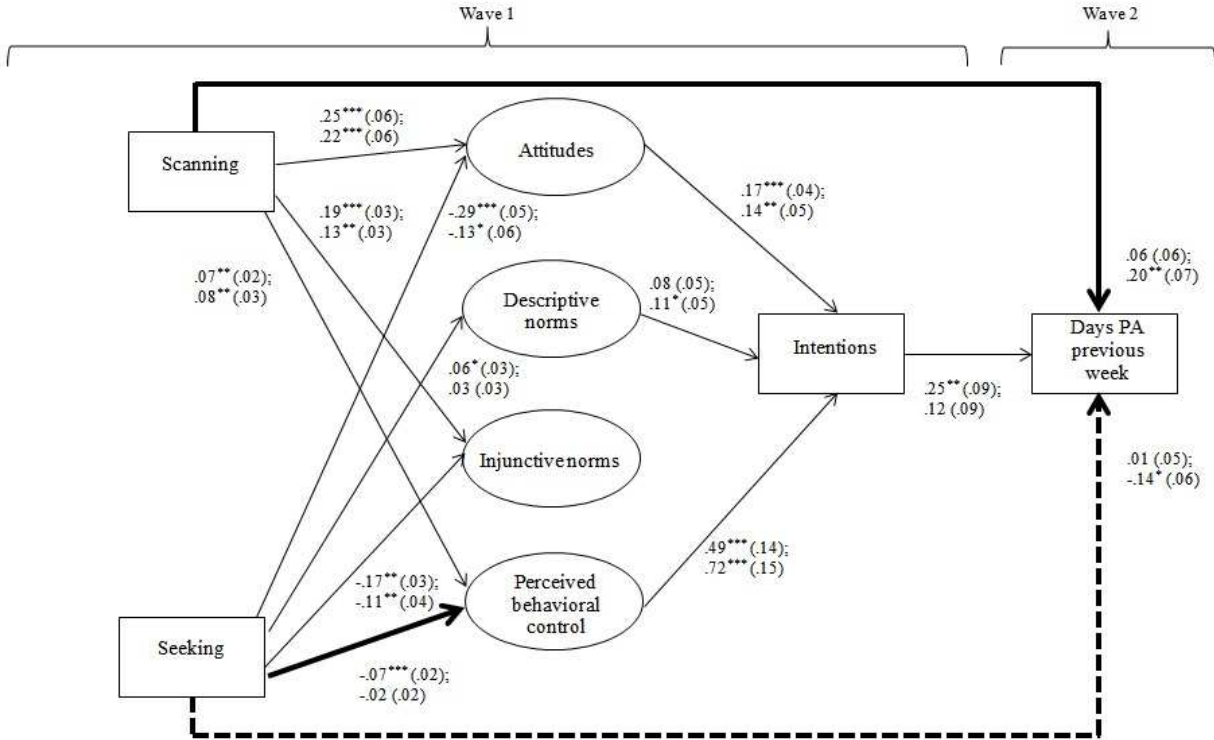 Wave 1
Wave 2
.25***(.06);
.22***(.06)
Scanning
Attitudes
.17***(.04);
.14**(.05)
.19***(.03);
.13**(.03)
-.29***(.05);
-.13*(.06)
.06 (.06);
.20**(.07)
.07**(.02);
.08**(.03)
Descriptive
norms
.08 (.05);
.11*(.05)
Intentions
Days PA
previous
week
.06*(.03);
.03 (.03)
.25**(.09);
.12 (.09)
Injunctive norms
.01 (.05);
-.14*(.06)
.49***(.14);
.72***(.15)
-.17**(.03);
-.11**(.04)
Perceived
behavioral
control
Seeking
-.07***(.02);
-.02 (.02)